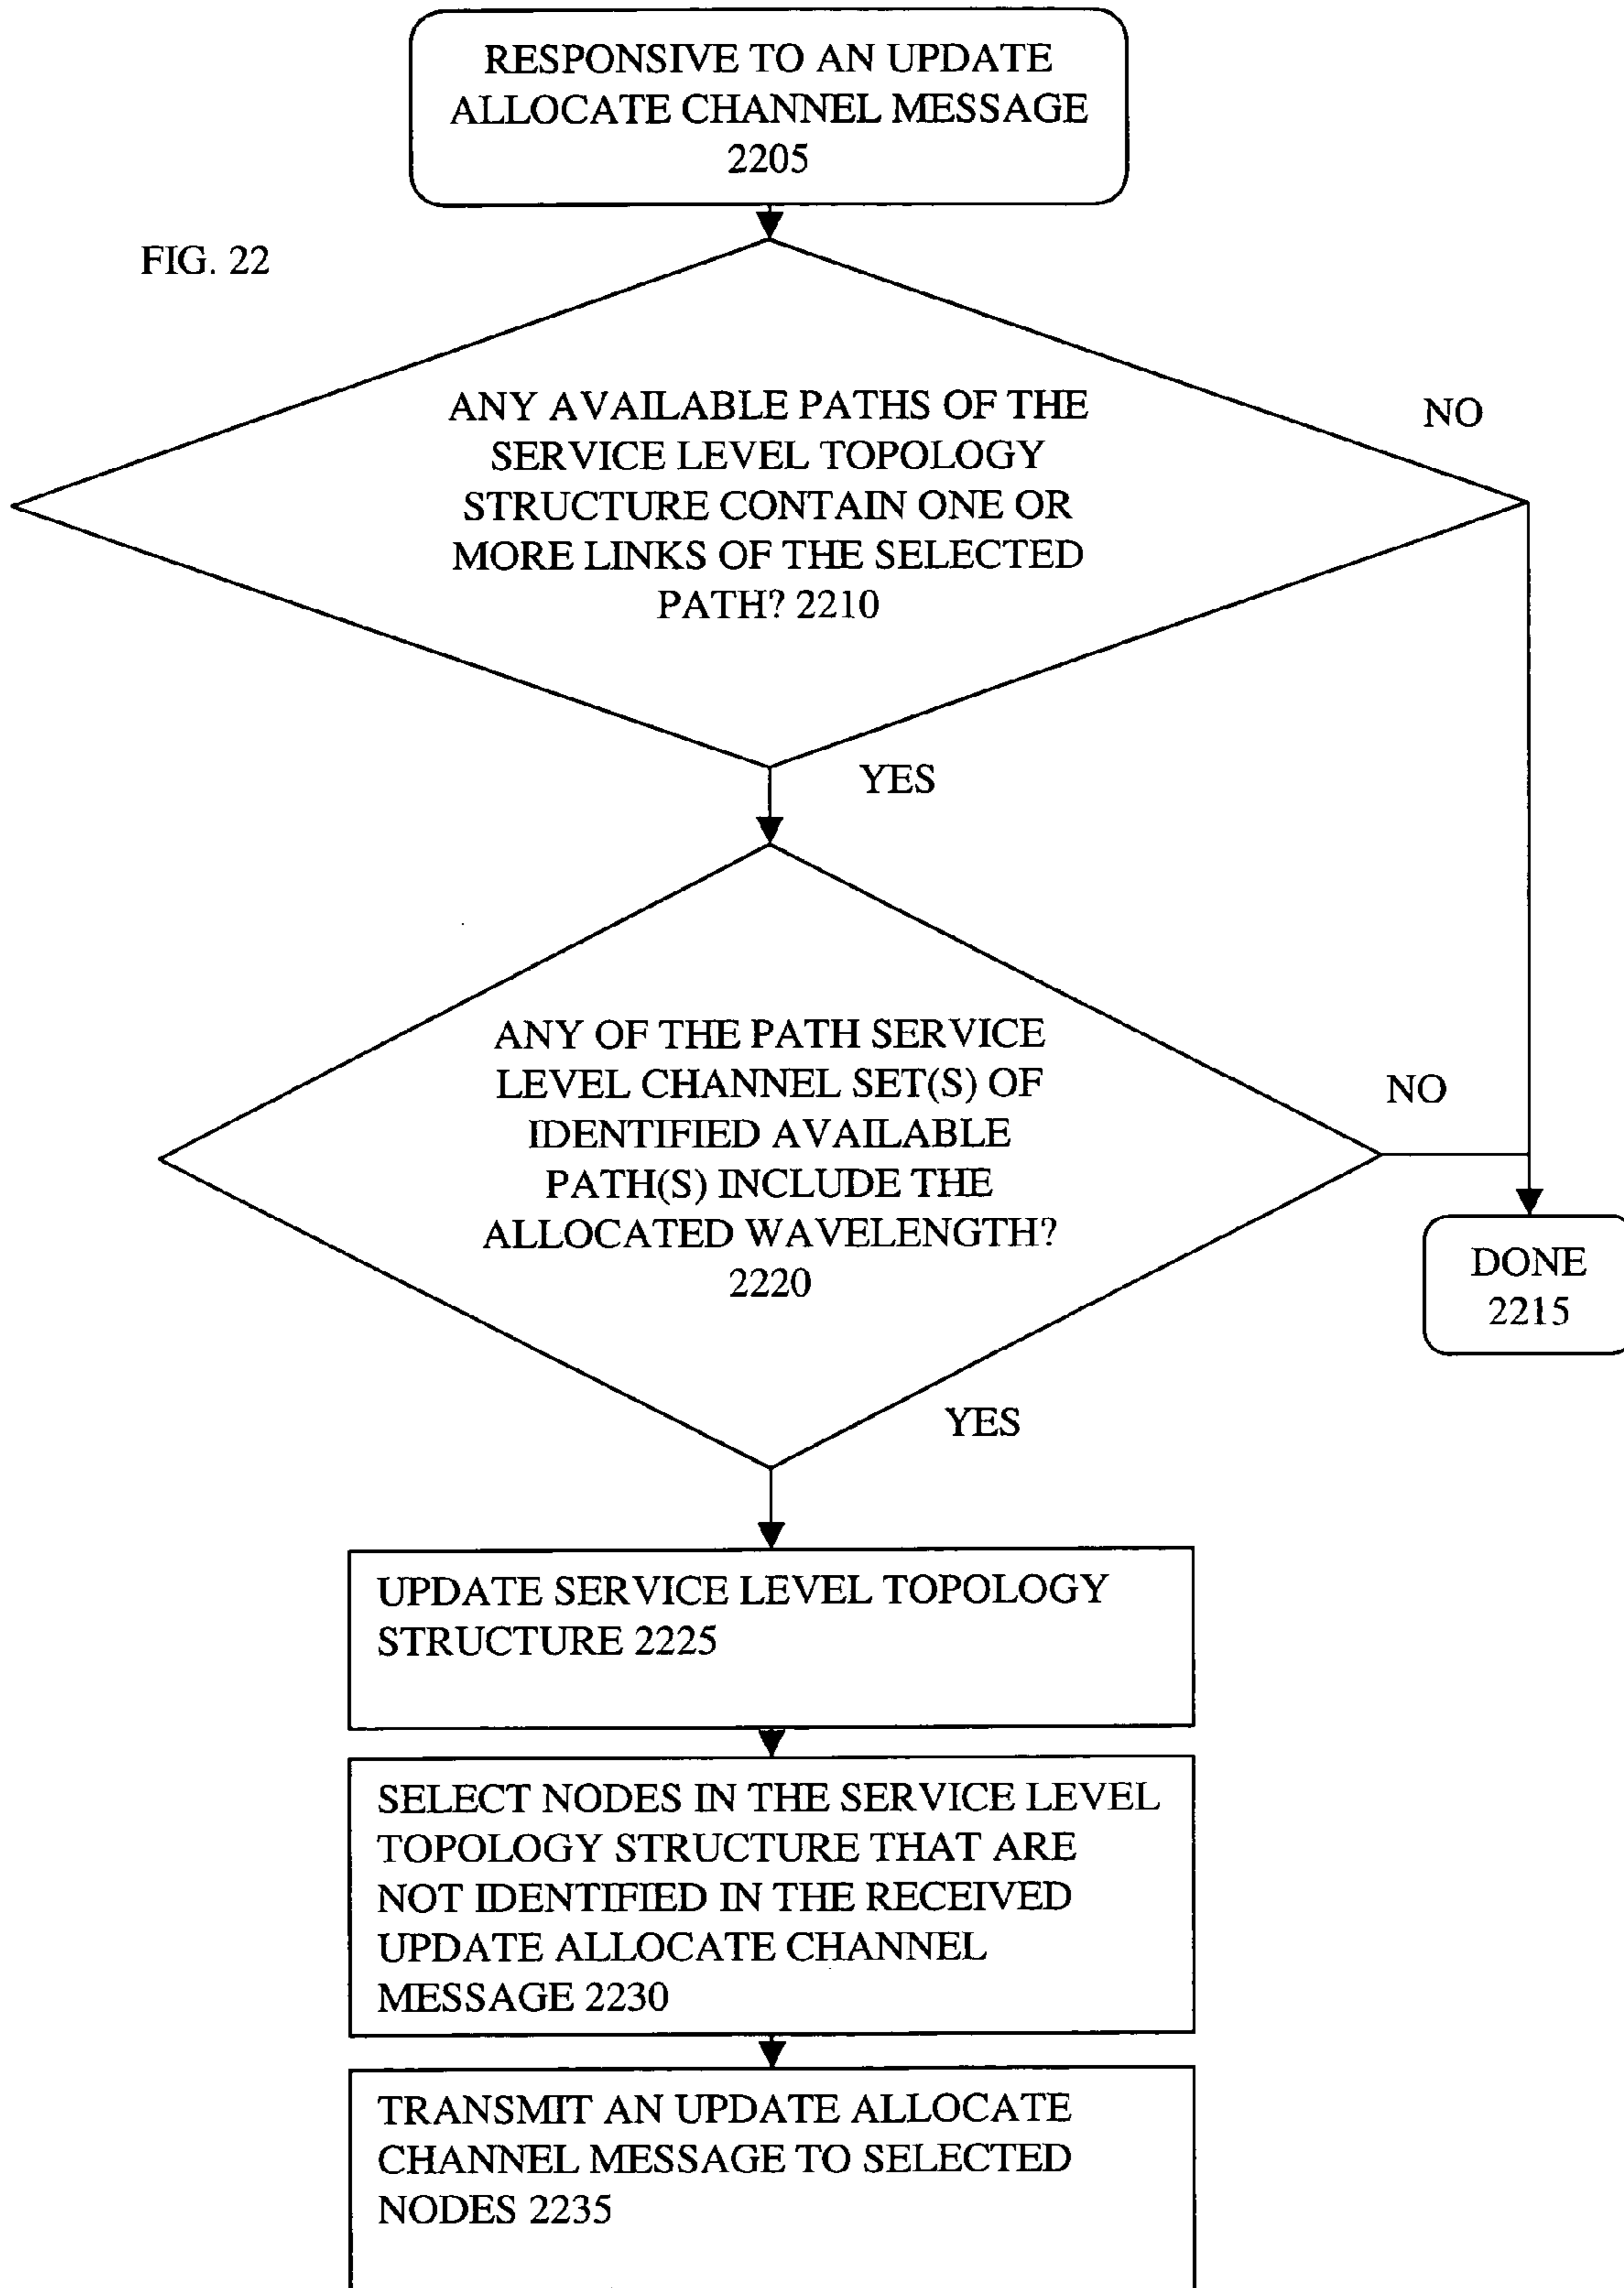 RESPONSIVE TO AN UPDATE
ALLOCATE CHANNEL MESSAGE
2205
FIG. 22
ANY AVAILABLE PATHS OF THE
SERVICE LEVEL TOPOLOGY
STRUCTURE CONTAIN ONE OR
MORE LINKS OF THE SELECTED
PATH? 2210
NO
YES
ANY OF THE PATH SERVICE
LEVEL CHANNEL SET(S) OF
IDENTIFIED AVAILABLE
PATH(S) INCLUDE THE
ALLOCATED WAVELENGTH?
2220
NO
DONE
2215
YES
UPDATE SERVICE LEVEL TOPOLOGY
STRUCTURE 2225
SELECT NODES IN THE SERVICE LEVEL
TOPOLOGY STRUCTURE THAT ARE
NOT IDENTIFIED IN THE RECEIVED
UPDATE ALLOCATE CHANNEL
MESSAGE 2230
TRANSMIT AN UPDATE ALLOCATE
CHANNEL MESSAGE TO SELECTED
NODES 2235